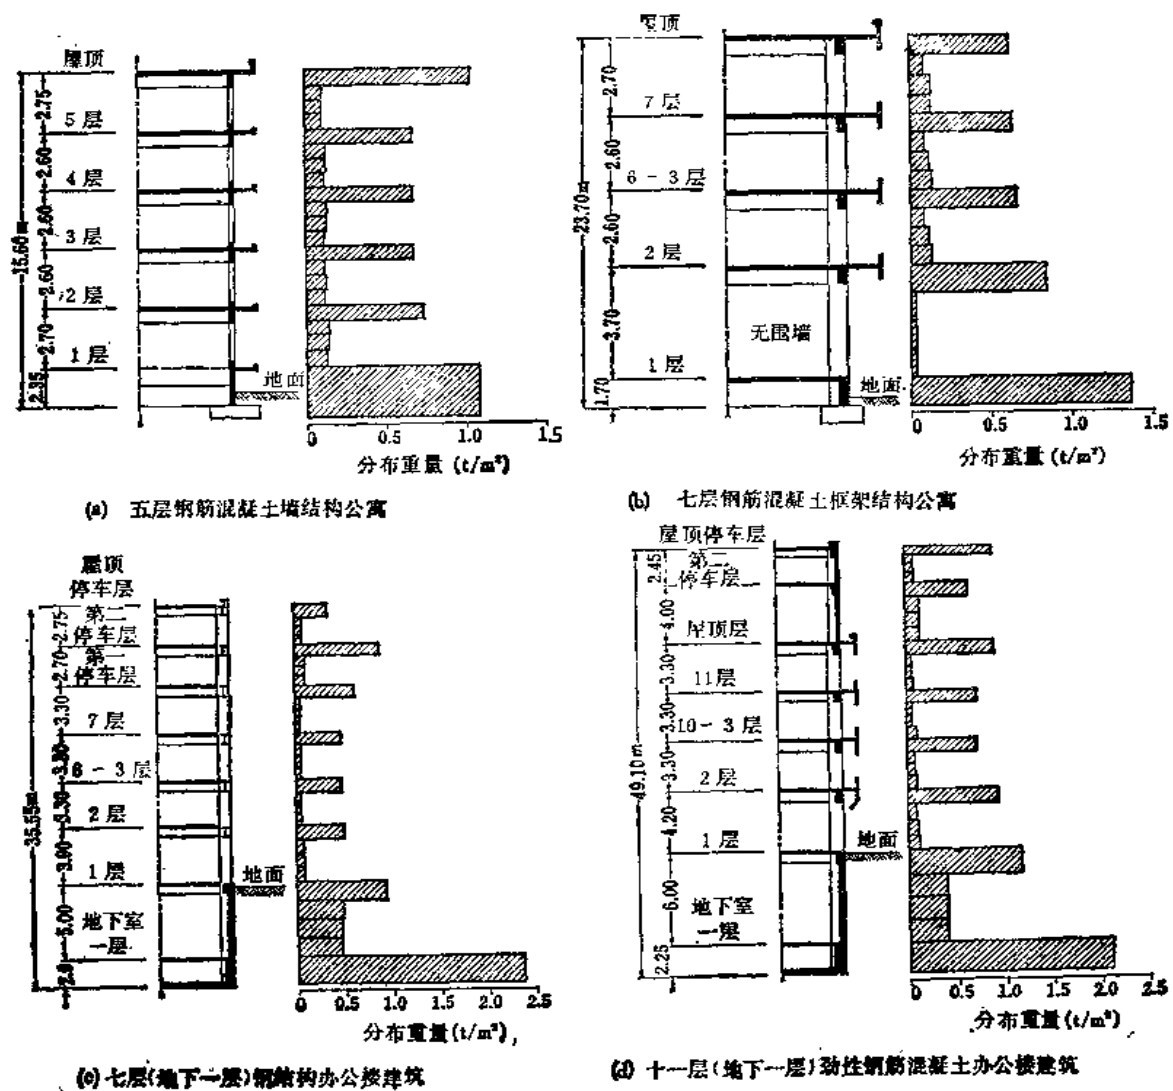 屋顶
5 层
4 层
3 层
2 层
1 层
2.75
2.60
2.60
2.60
2.70
2.35
15.60 m
地面
0 0.5 1.0 1.5
分布重量 (t/m²)
(a) 五层钢筋混凝土墙结构公寓
屋顶
7 层
6 - 3 层
2 层
1 层
2.70
2.60
2.60
3.70
1.70
23.70 m
无围墙
地面
0 0.5 1.0 1.5
分布重量 (t/m²)
(b) 七层钢筋混凝土框架结构公寓
屋顶
停车层
第二
停车层
第一
停车层
7 层
6 - 3 层
2 层
1 层
地下室
一层
2.75
2.70
3.30
3.30
3.30
3.90
5.00
35.55m
地面
0 0.5 1.0 1.5 2.0 2.5
分布重量(t/m²)
(c) 七层(地下一层)钢结构办公楼建筑
屋顶停车层
第二
停车层
屋顶层
11层
10-3 层
2 层
1 层
地下室
一层
2.45
4.00
3.30
3.30
3.30
4.20
6.00
2.25
49.10 m
地面
0 0.5 1.0 1.5 2.0 2.5
分布重量(t/m²)
(d) 十一层(地下一层)劲性钢筋混凝土办公楼建筑